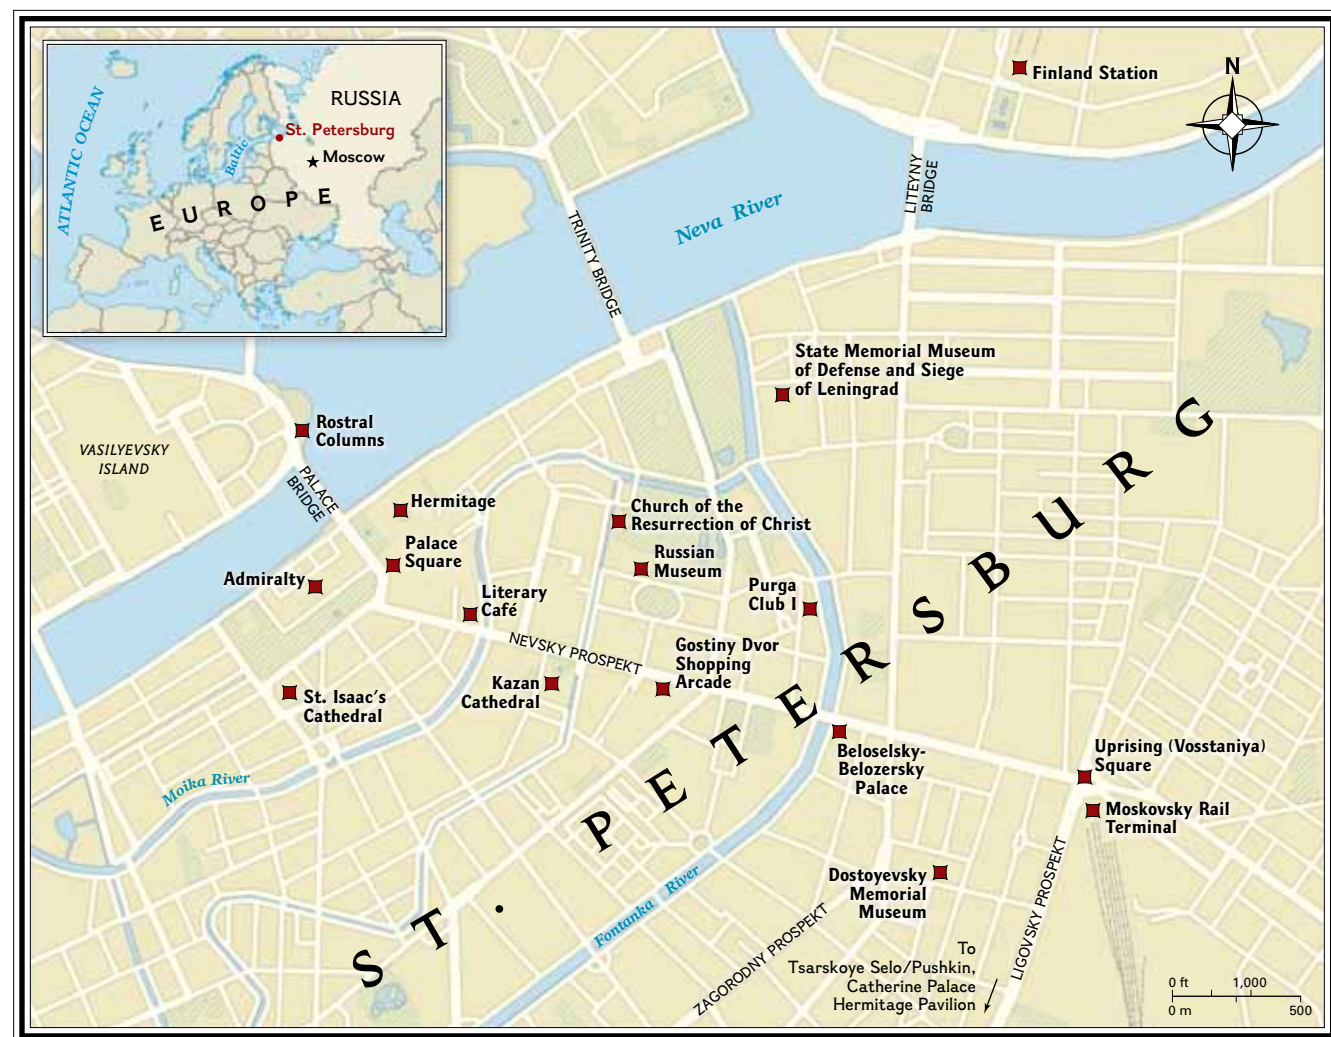 ATLANTIC OCEAN
RUSSIA
St. Petersburg
Baltic
Moscow
EUROPE
Finland Station
N
LITEYNY
BRIDGE
Neva River
TRINITY BRIDGE
State Memorial Museum
of Defense and Siege
of Leningrad
Rostral
Columns
VASILYEVSKY
ISLAND
PALACE
BRIDGE
Hermitage
Church of the
Resurrection of Christ
Palace
Square
Russian
Museum
Admiralty
Literary
Café
Purga
Club I
NEVSKY PROSPEKT
Gostiny Dvor
Shopping
Arcade
Kazan
Cathedral
St. Isaac's
Cathedral
ST. PETERSBURG
Beloselsky-
Belozersky
Palace
Uprising (Vosstaniya)
Square
Moskovsky Rail
Terminal
Moika River
Fontanka River
Dostoyevsky
Memorial
Museum
ZAGORODNY PROSPEKT
LIGOVSKY PROSPEKT
To
Tsarskoye Selo/Pushkin,
Catherine Palace
Hermitage Pavilion
0 ft 1,000
0 m 500